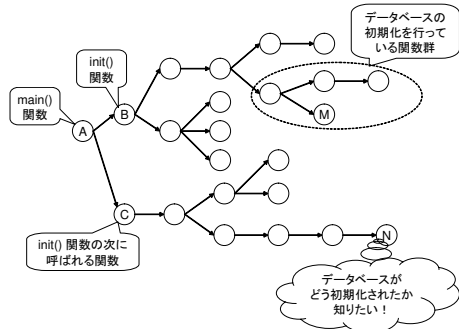 データベースの
初期化を行って
いる関数群
init()
関数
main()
関数
A
B
M
C
N
init() 関数の次に
呼ばれる関数
データベースが
どう初期化されたか
知りたい！